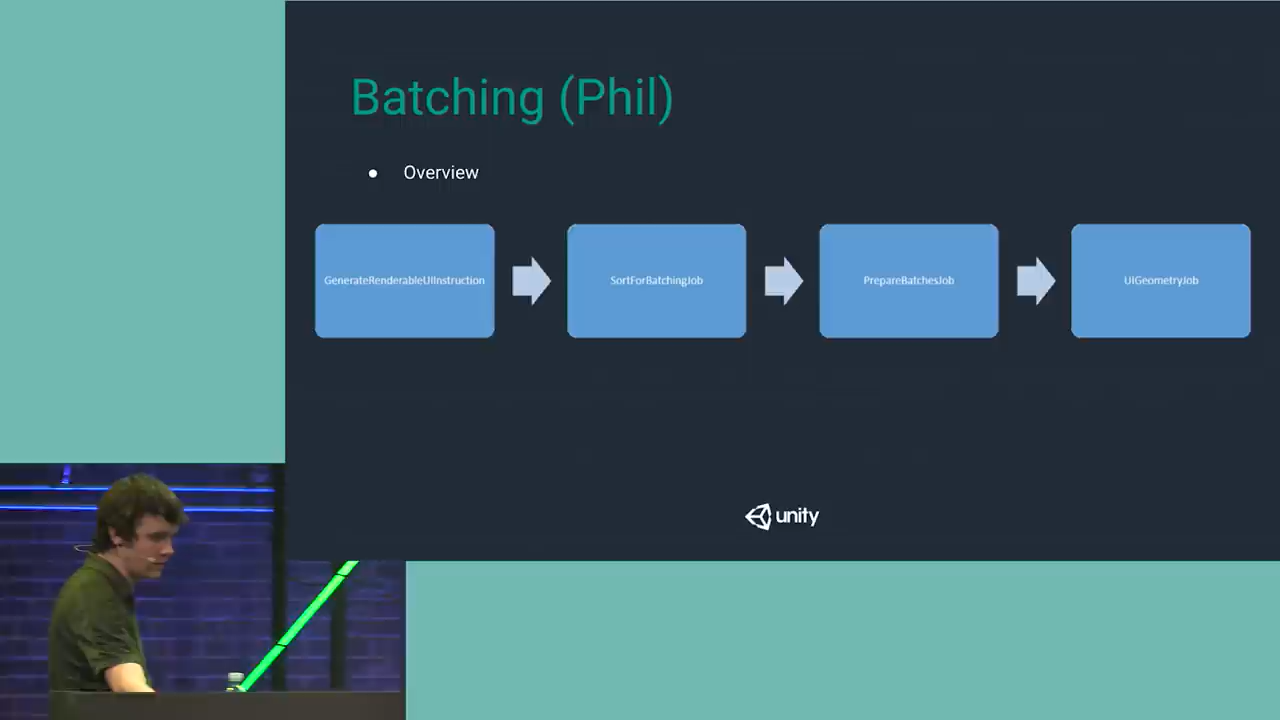 Batching (Phil)
Overview
GenerateRenderableUIInstruction
SortForBatchingJob
PrepareBatchesJob
UIGeometryJob
unity